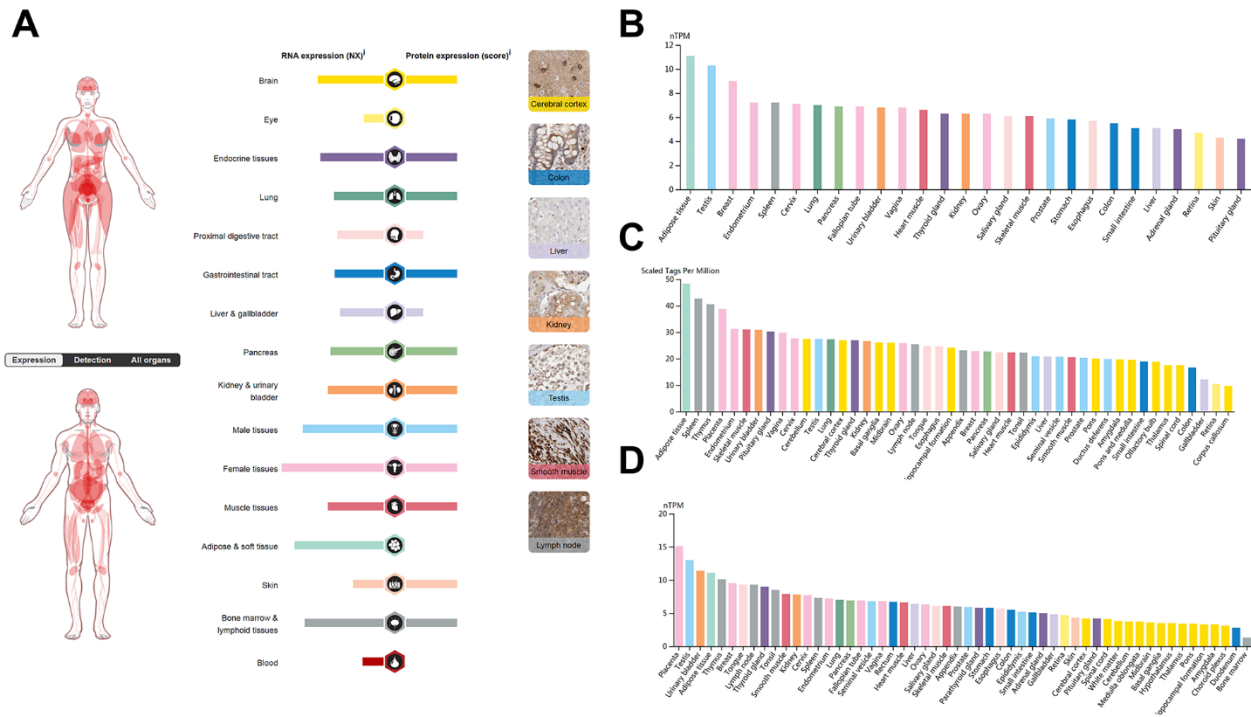 A
RNA expression (NX)i
Protein expression (score)i
Brain
Eye
Endocrine tissues
Lung
Proximal digestive tract
Gastrointestinal tract
Liver & gallbladder
Pancreas
Kidney & urinary
bladder
Male tissues
Female tissues
Muscle tissues
Adipose & soft tissue
Skin
Bone marrow &
lymphoid tissues
Blood
Expression Detection All organs
Cerebral cortex
Colon
Liver
Kidney
Testis
Smooth muscle
Lymph node
B
nTPM
12
10
8
6
4
2
0
Adipose tissue
Testis
Breast
Endometrium
Spleen
Cervix
Lung
Pancreas
Fallopian tube
Urinary bladder
Vagina
Heart muscle
Thyroid gland
Kidney
Ovary
Salivary gland
Skeletal muscle
Prostate
Stomach
Esophagus
Colon
Small intestine
Liver
Adrenal gland
Retina
Skin
Pituitary gland
C
Scaled Tags Per Million
50
40
30
20
10
0
Adipose tissue
Spleen
Thymus
Placenta
Endometrium
Skeletal muscle
Urinary bladder
Pituitary gland
Vagina
Cervix
Cerebellum
Testis
Lung
Cerebral cortex
Thyroid gland
Kidney
Basal ganglia
Midbrain
Ovary
Lymph node
Tongue
Esophagus
lopocampal formation
Appendix
Breast
Pancreas
Salivary gland
Heart muscle
Tonsil
Epididymis
Liver
Seminal vesicle
Smooth muscle
Prostate
Pons
Ductus deferens
Amygdala
Pons and medulla
Small intestine
Olfactory bulb
Thalamus
Spinal cord
Colon
Gallbladder
Retina
Corpus callosum
D
nTPM
20
15
10
5
0
Placenta
Testis
Urinary bladder
Adipose tissue
Thymus
Breast
Tongue
Lymph node
Thyroid gland
Tonsil
Smooth muscle
Kidney
Cervix
Spleen
Endometrium
Lung
Pancreas
Fallopian tube
Seminal vesicle
Vagina
Rectum
Heart muscle
Liver
Ovary
Salivary gland
Skeletal muscle
Appendix
Prostate
Parathyroid gland
Stomach
Esophagus
Colon
Epididymis
Small intestine
Adrenal gland
Gallbladder
Retina
Skin
Cerebral cortex
Pituitary gland
Spinal cord
White matter
Cerebellum
Medulla oblongata
Midbrain
Basal ganglia
Hypothalamus
Thalamus
Pons
lopocampal formation
Amygdala
Choroid plexus
Duodenum
Bone marrow